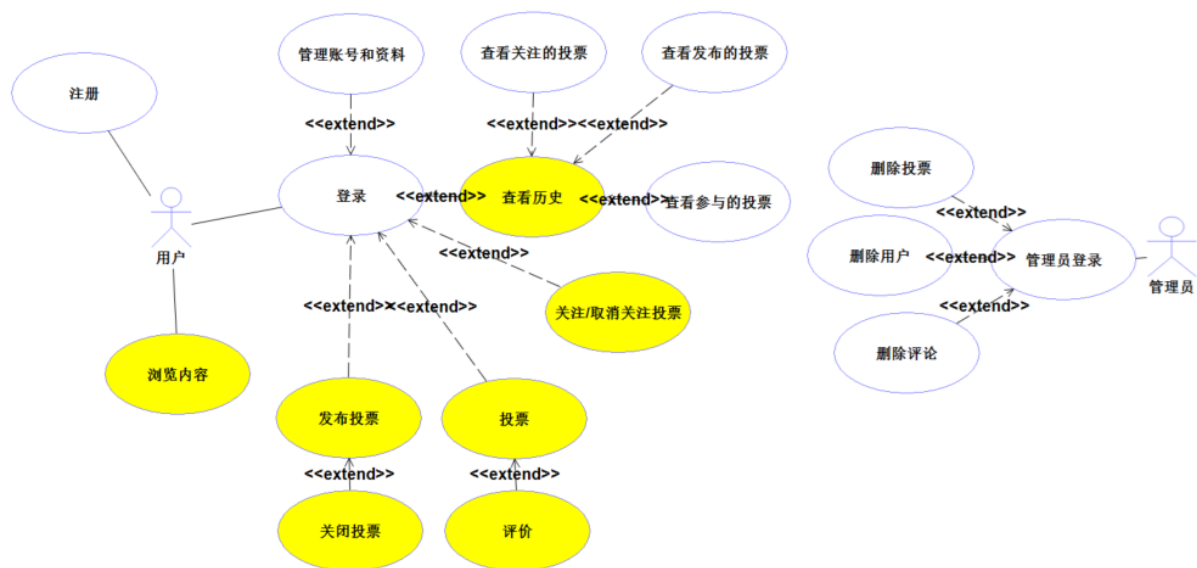 管理账号和资料
查看关注的投票
查看发布的投票
注册
<<extend>>
<<extend>>
<<extend>>
删除投票
登录
<<extend>>
查看历史
<<extend>>
查看参与的投票
<<extend>>
用户
<<extend>>
删除用户
<<extend>>
管理员登录
管理员
<<extend>>
<<extend>>
<<extend>>
关注/取消关注投票
删除评论
浏览内容
发布投票
投票
<<extend>>
<<extend>>
关闭投票
评价